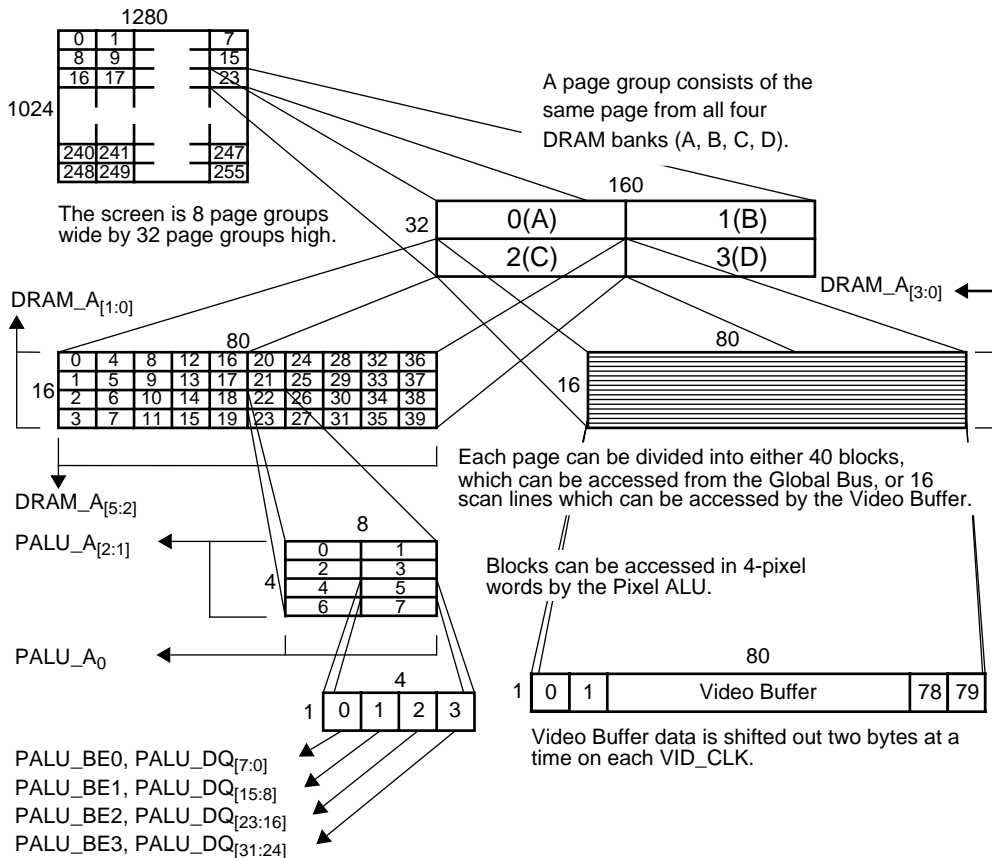 1280
0 1 7
8 9 15
16 17 23
1024
240 241 247
248 249 255
The screen is 8 page groups
wide by 32 page groups high.
A page group consists of the
same page from all four
DRAM banks (A, B, C, D).
160
32
0(A) 1(B)
2(C) 3(D)
DRAM_A[1:0]
DRAM_A[3:0]
80
16
0 4 8 12 16 20 24 28 32 36
1 5 9 13 17 21 25 29 33 37
2 6 10 14 18 22 26 30 34 38
3 7 11 15 19 23 27 31 35 39
80
16
DRAM_A[5:2]
Each page can be divided into either 40 blocks,
which can be accessed from the Global Bus, or 16
scan lines which can be accessed by the Video Buffer.
PALU_A[2:1]
8
4
0 1
2 3
4 5
6 7
Blocks can be accessed in 4-pixel
words by the Pixel ALU.
PALU_A0
4
1
0 1 2 3
80
1
0 1 Video Buffer 78 79
Video Buffer data is shifted out two bytes at a
time on each VID_CLK.
PALU_BE0, PALU_DQ[7:0]
PALU_BE1, PALU_DQ[15:8]
PALU_BE2, PALU_DQ[23:16]
PALU_BE3, PALU_DQ[31:24]